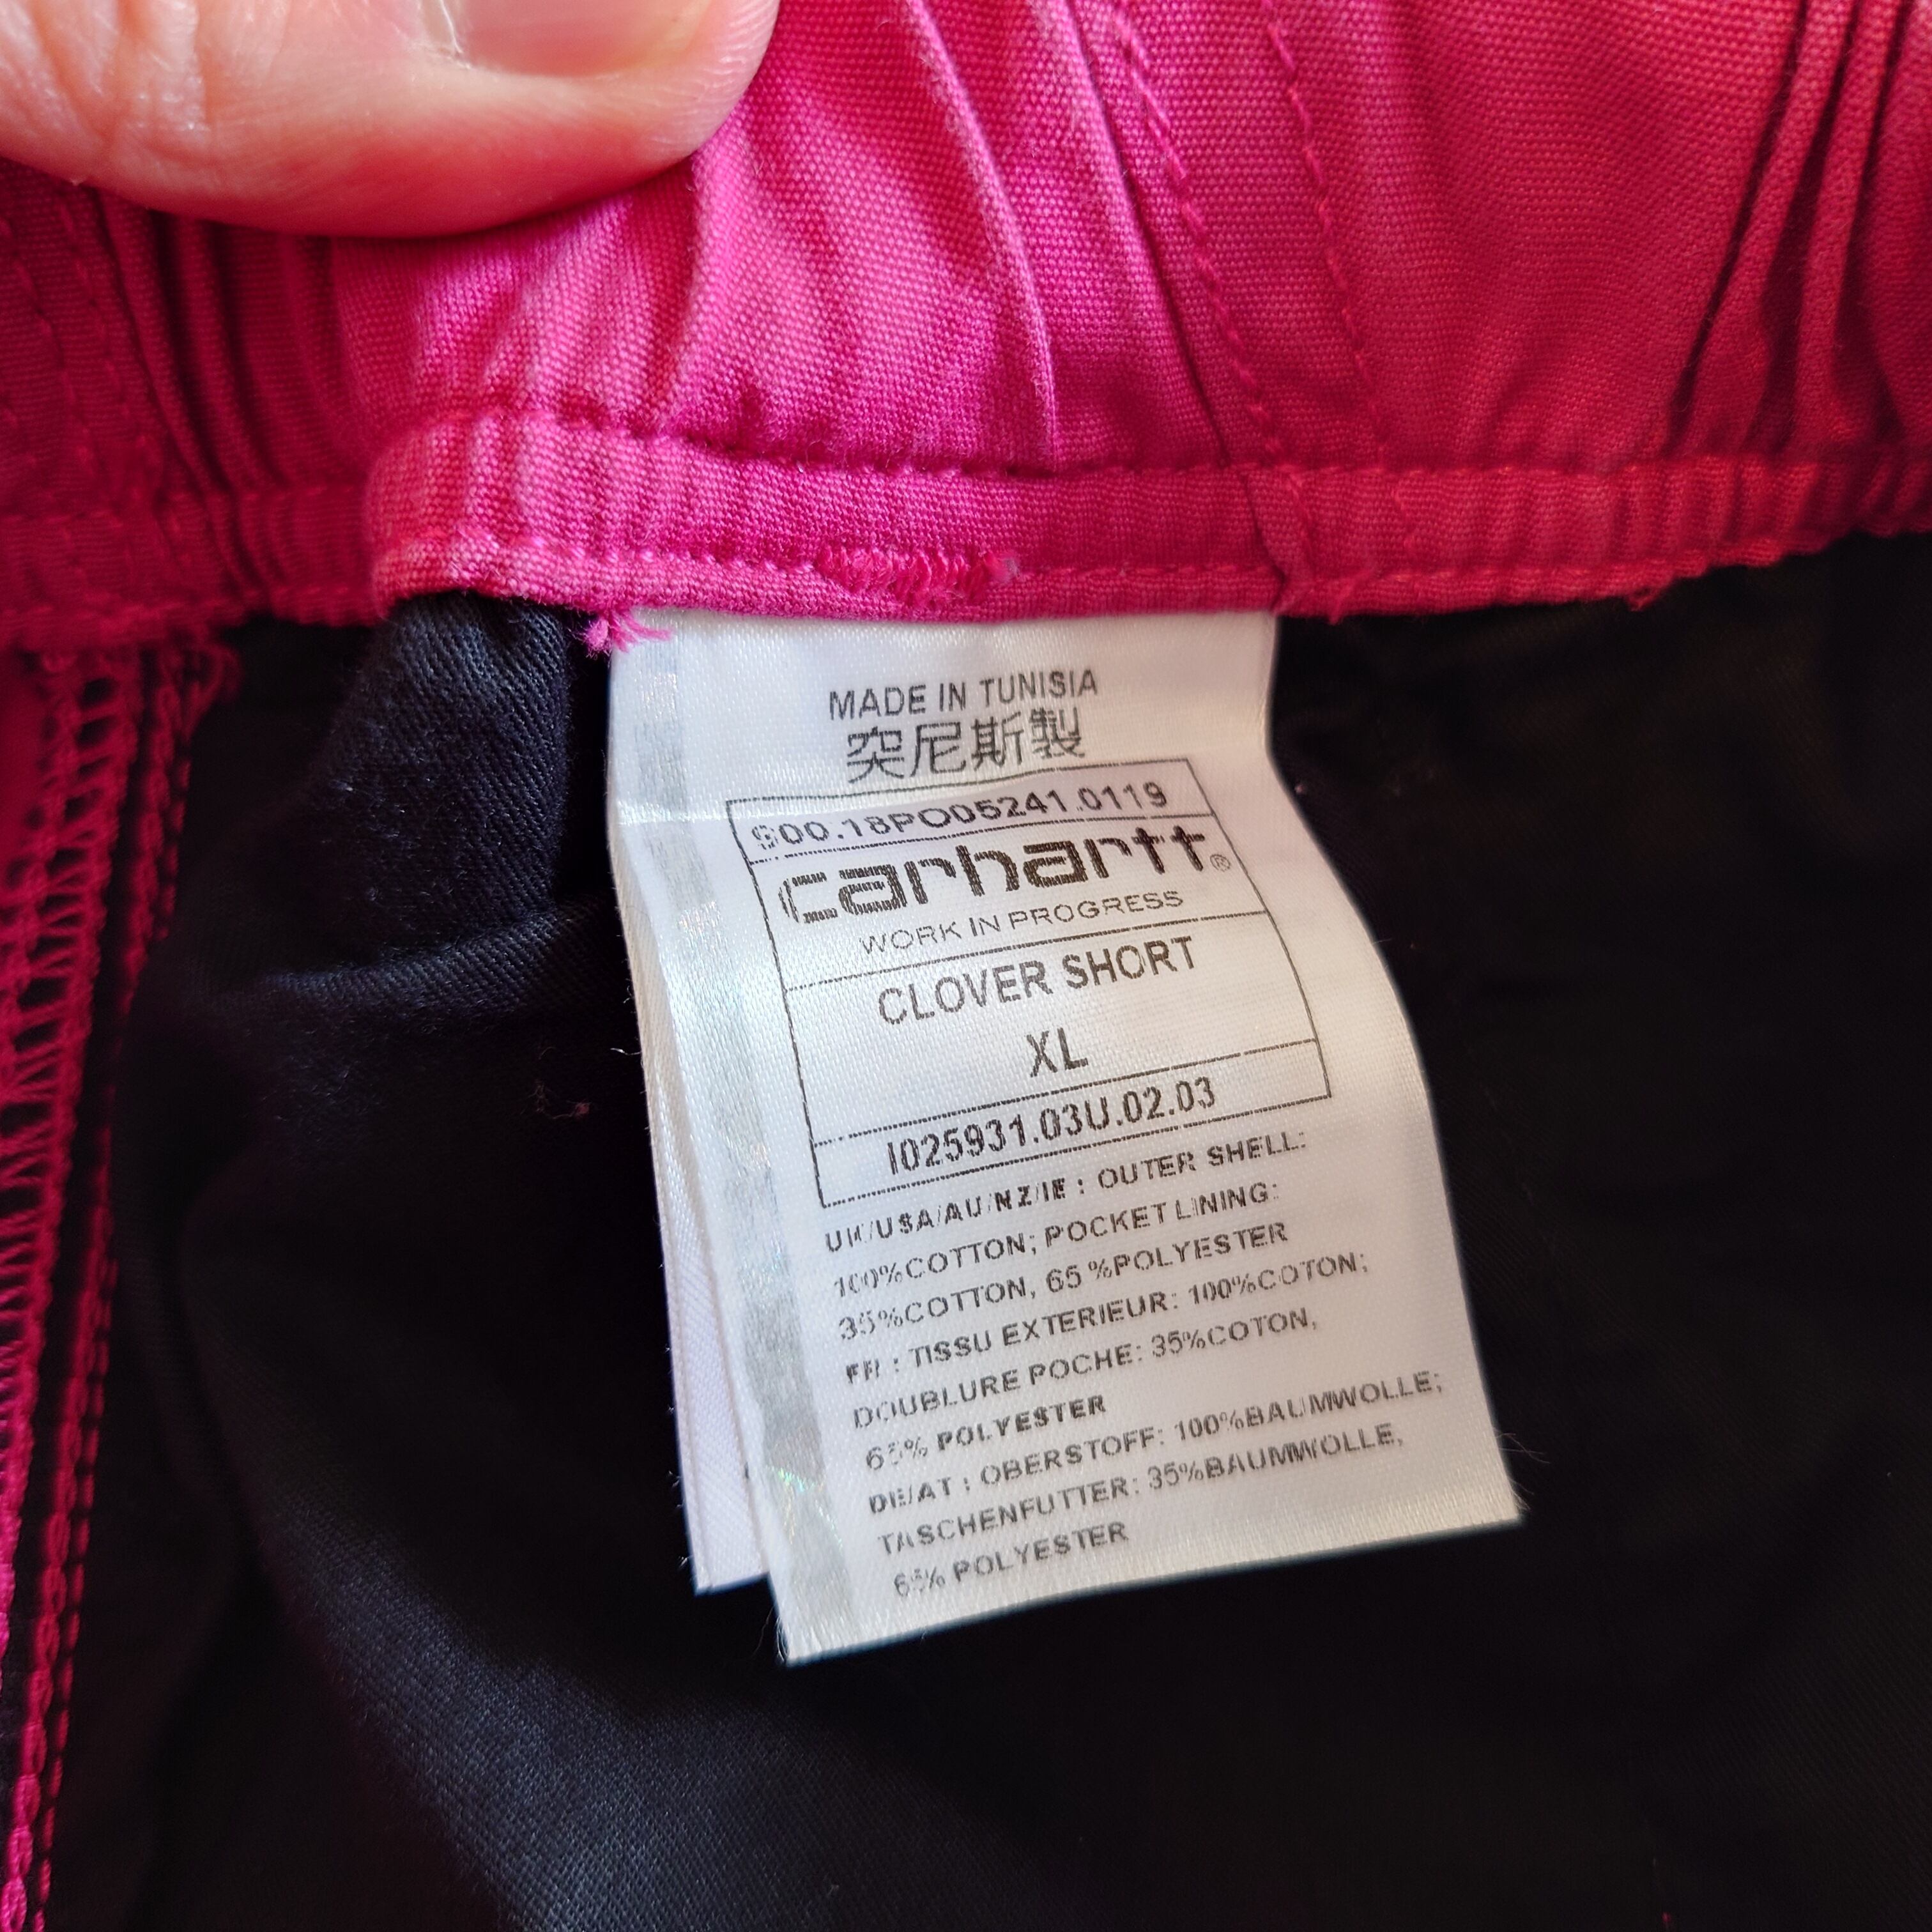 MADE IN TUNISIA
突尼斯製
S00.18PO05241.0119
carhartt®
WORK IN PROGRESS
CLOVER SHORT
XL
I025931.03U.02.03
UK/USA/AU/NZ/IE : OUTER SHELL:
100%COTTON; POCKET LINING:
35%COTTON, 65 %POLYESTER
FR : TISSU EXTERIEUR: 100%COTON;
DOUBLURE POCHE: 35%COTON,
65% POLYESTER
DE/AT : OBERSTOFF: 100%BAUMWOLLE;
TASCHENFUTTER: 35%BAUMWOLLE,
65% POLYESTER